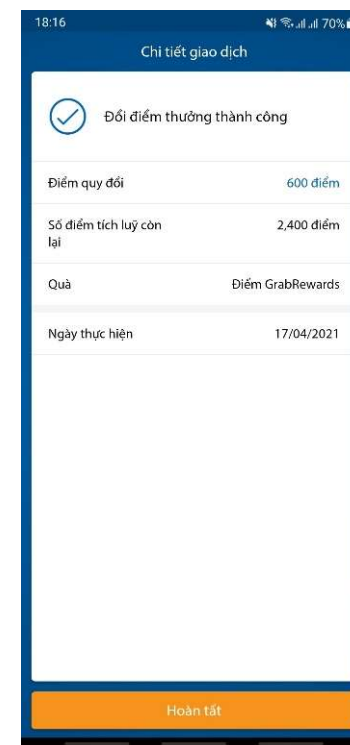 18:16
70%
Chi tiết giao dịch
Đổi điểm thưởng thành công
Điểm quy đổi 600 điểm
Số điểm tích luỹ còn 2,400 điểm
lại
Quà Điểm GrabRewards
Ngày thực hiện 17/04/2021
Hoàn tất